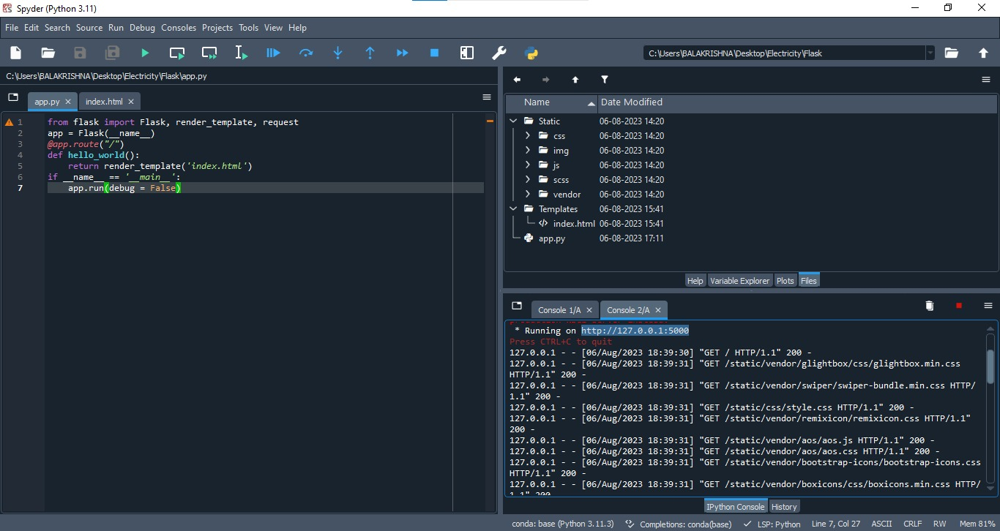 Spyder (Python 3.11)
File Edit Search Source Run Debug Consoles Projects Tools View Help
C:\Users\BALAKRISHNA\Desktop\Electricity\Flask
C:\Users\BALAKRISHNA\Desktop\Electricity\Flask\app.py
app.py
index.html
1 from flask import Flask, render_template, request
2 app = Flask(__name__)
3 @app.route("/")
4 def hello_world():
5 return render_template('index.html')
6 if __name__ == '__main__':
7 app.run(debug = False)
Name Date Modified
Static 06-08-2023 14:20
css 06-08-2023 14:20
img 06-08-2023 14:20
js 06-08-2023 14:20
scss 06-08-2023 14:20
vendor 06-08-2023 14:20
Templates 06-08-2023 15:41
index.html 06-08-2023 15:41
app.py 06-08-2023 17:11
Help Variable Explorer Plots Files
Console 1/A Console 2/A
* Running on http://127.0.0.1:5000
Press CTRL+C to quit
127.0.0.1 - - [06/Aug/2023 18:39:30] "GET / HTTP/1.1" 200 -
127.0.0.1 - - [06/Aug/2023 18:39:31] "GET /static/vendor/glightbox/css/glightbox.min.css
HTTP/1.1" 200 -
127.0.0.1 - - [06/Aug/2023 18:39:31] "GET /static/vendor/swiper/swiper-bundle.min.css HTTP/
1.1" 200 -
127.0.0.1 - - [06/Aug/2023 18:39:31] "GET /static/css/style.css HTTP/1.1" 200 -
127.0.0.1 - - [06/Aug/2023 18:39:31] "GET /static/vendor/remixicon/remixicon.css HTTP/1.1"
200 -
127.0.0.1 - - [06/Aug/2023 18:39:31] "GET /static/vendor/aos/aos.js HTTP/1.1" 200 -
127.0.0.1 - - [06/Aug/2023 18:39:31] "GET /static/vendor/aos/aos.css HTTP/1.1" 200 -
127.0.0.1 - - [06/Aug/2023 18:39:31] "GET /static/vendor/bootstrap-icons/bootstrap-icons.css
HTTP/1.1" 200 -
127.0.0.1 - - [06/Aug/2023 18:39:31] "GET /static/vendor/boxicons/css/boxicons.min.css HTTP/
1.1" 200
IPython Console History
conda: base (Python 3.11.3) Completions: conda(base) LSP: Python Line 7, Col 27 ASCII CRLF RW Mem 81%